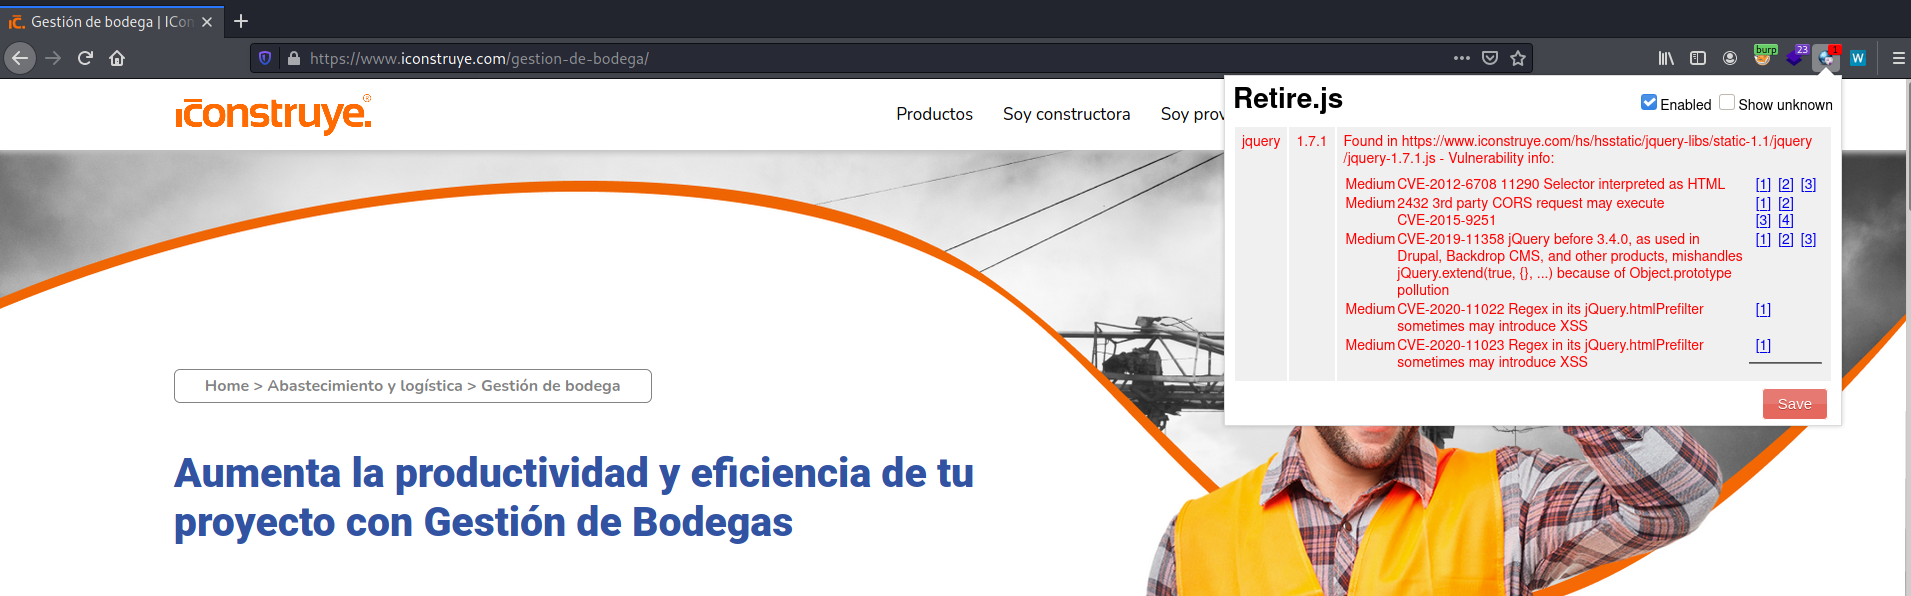 Gestión de bodega | ICon
https://www.iconstruye.com/gestion-de-bodega/
burp
23
1
W
iconstruye.®
Productos Soy constructora Soy prov
Retire.js
Enabled Show unknown
jquery 1.7.1 Found in https://www.iconstruye.com/hs/hsstatic/jquery-libs/static-1.1/jquery
/jquery-1.7.1.js - Vulnerability info:
Medium CVE-2012-6708 11290 Selector interpreted as HTML [1] [2] [3]
Medium 2432 3rd party CORS request may execute [1] [2]
CVE-2015-9251 [3] [4]
Medium CVE-2019-11358 jQuery before 3.4.0, as used in [1] [2] [3]
Drupal, Backdrop CMS, and other products, mishandles
jQuery.extend(true, {}, ...) because of Object.prototype
pollution
Medium CVE-2020-11022 Regex in its jQuery.htmlPrefilter [1]
sometimes may introduce XSS
Medium CVE-2020-11023 Regex in its jQuery.htmlPrefilter [1]
sometimes may introduce XSS
Save
Home > Abastecimiento y logística > Gestión de bodega
Aumenta la productividad y eficiencia de tu
proyecto con Gestión de Bodegas